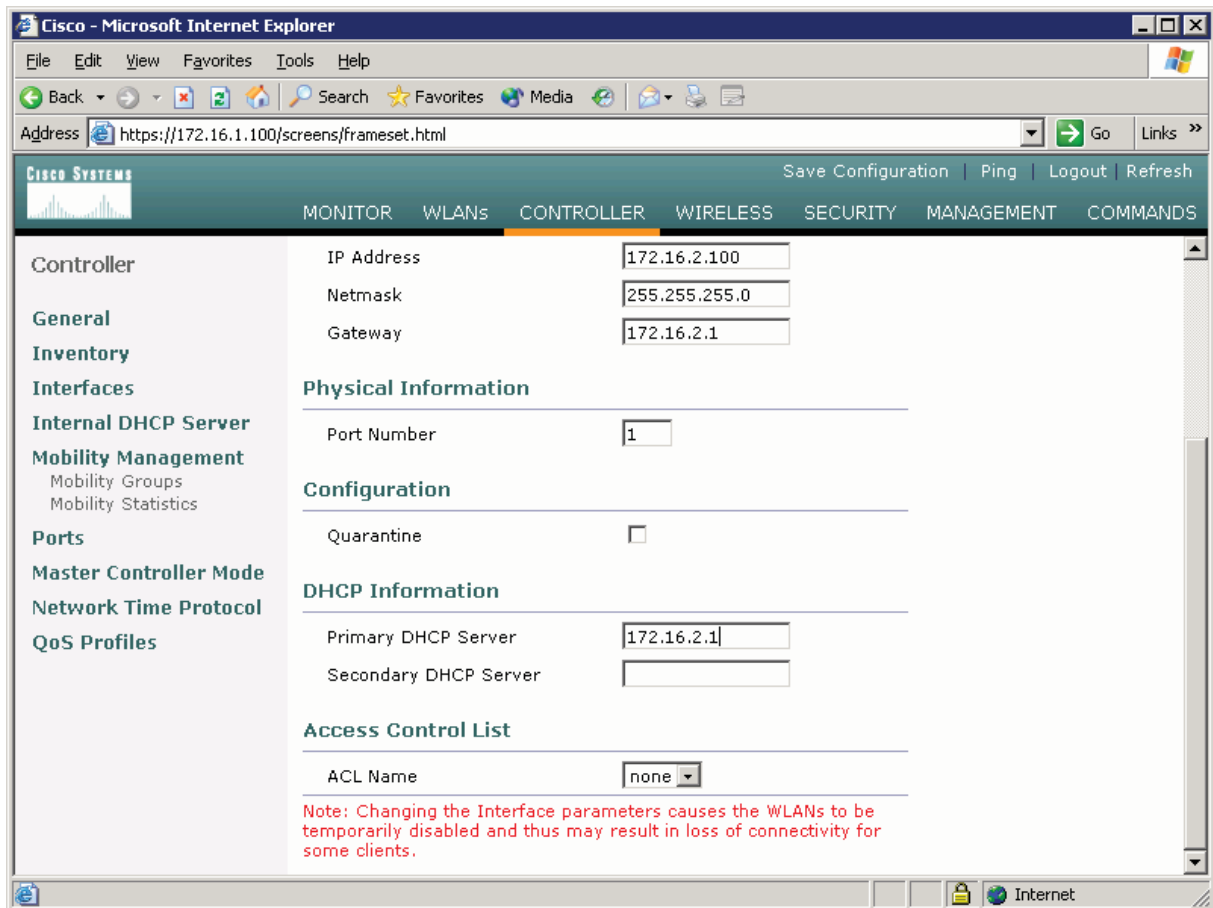 Cisco - Microsoft Internet Explorer
File Edit View Favorites Tools Help
Back Search Favorites Media
Address https://172.16.1.100/screens/frameset.html Go Links »
CISCO SYSTEMS
Save Configuration | Ping | Logout | Refresh
MONITOR WLANs CONTROLLER WIRELESS SECURITY MANAGEMENT COMMANDS
Controller
General
Inventory
Interfaces
Internal DHCP Server
Mobility Management
Mobility Groups
Mobility Statistics
Ports
Master Controller Mode
Network Time Protocol
QoS Profiles
IP Address 172.16.2.100
Netmask 255.255.255.0
Gateway 172.16.2.1
Physical Information
Port Number 1
Configuration
Quarantine
DHCP Information
Primary DHCP Server 172.16.2.1
Secondary DHCP Server
Access Control List
ACL Name none
Note: Changing the Interface parameters causes the WLANs to be
temporarily disabled and thus may result in loss of connectivity for
some clients.
Internet